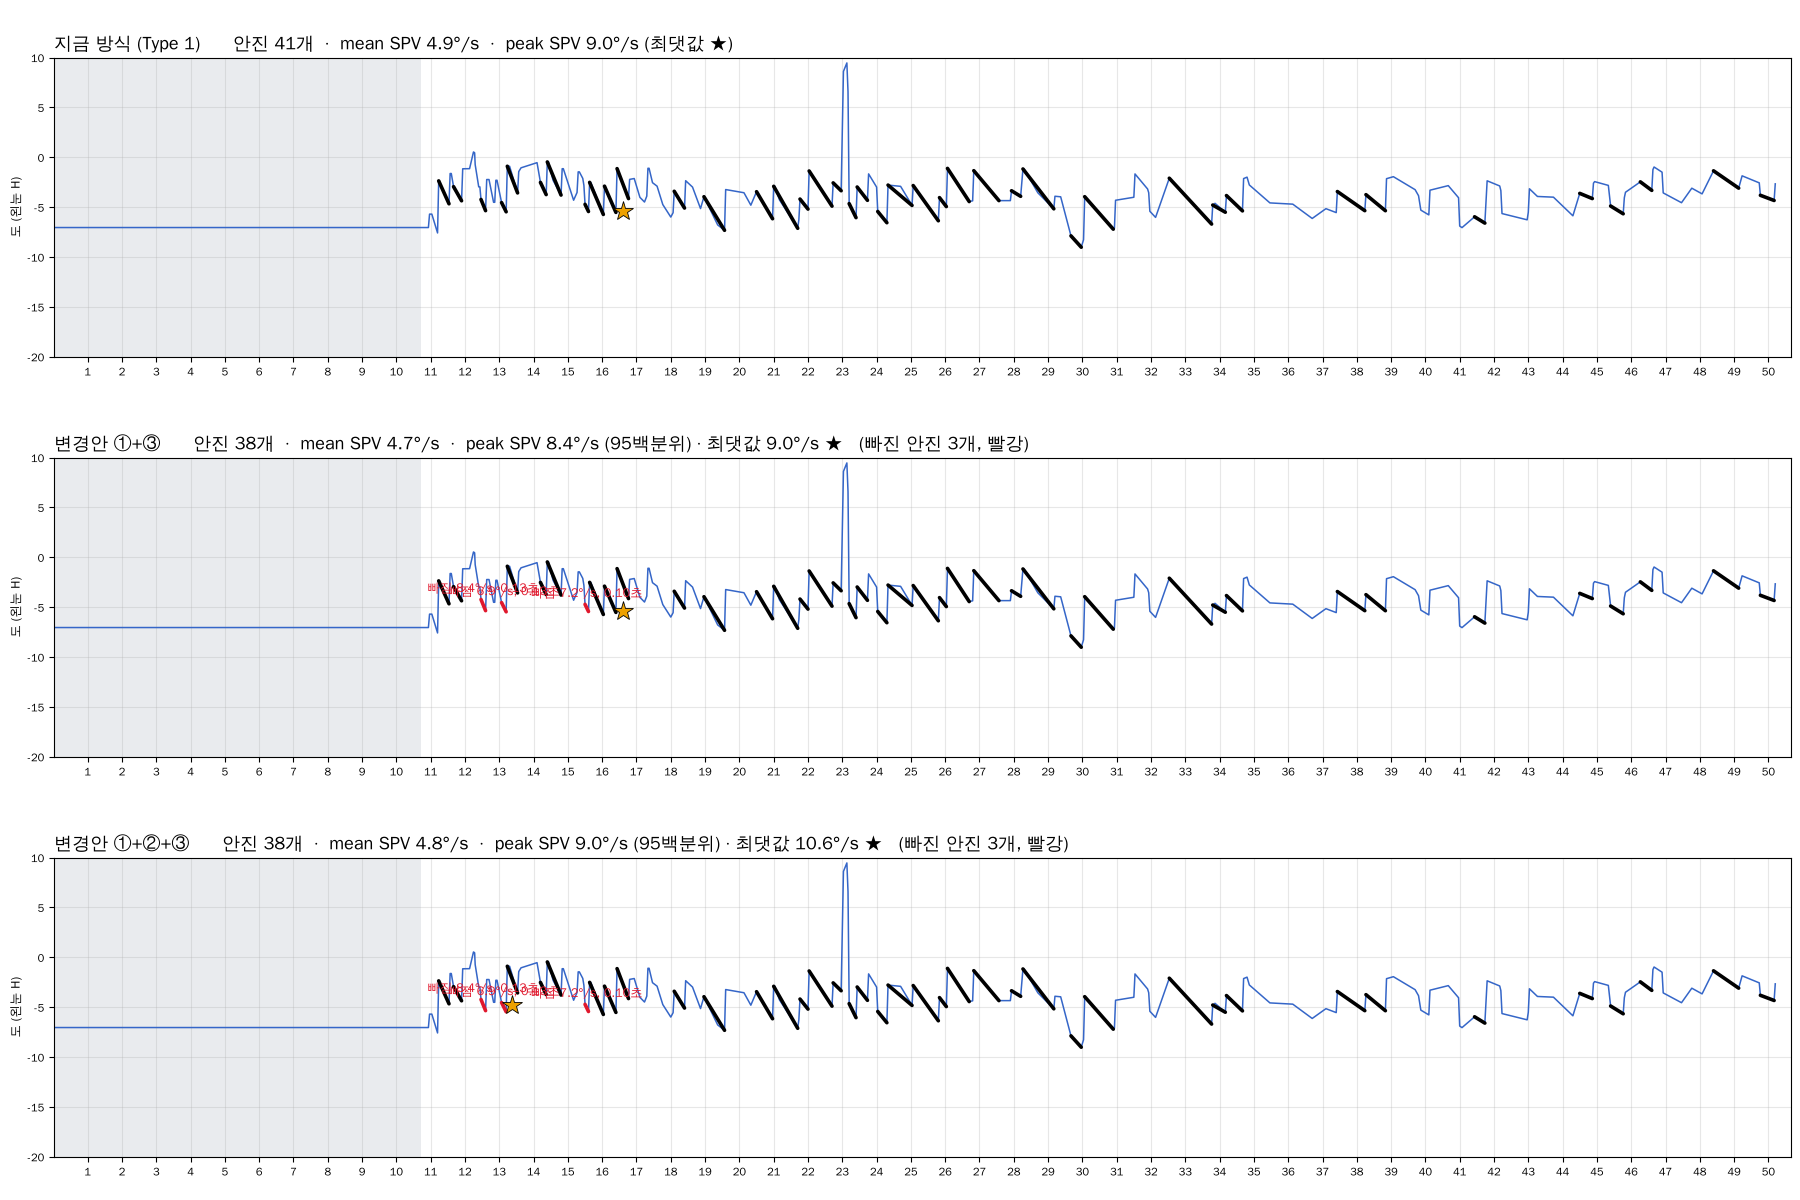 지금 방식 (Type 1) 안진 41개 · mean SPV 4.9°/s · peak SPV 9.0°/s (최댓값 ★)
10
5
0
-5
-10
-15
-20
도 (왼눈 H)
1 2 3 4 5 6 7 8 9 10 11 12 13 14 15 16 17 18 19 20 21 22 23 24 25 26 27 28 29 30 31 32 33 34 35 36 37 38 39 40 41 42 43 44 45 46 47 48 49 50
변경안 ①+③ 안진 38개 · mean SPV 4.7°/s · peak SPV 8.4°/s (95백분위) · 최댓값 9.0°/s ★ (빠진 안진 3개, 빨강)
10
5
0
-5
-10
-15
-20
도 (왼눈 H)
1 2 3 4 5 6 7 8 9 10 11 12 13 14 15 16 17 18 19 20 21 22 23 24 25 26 27 28 29 30 31 32 33 34 35 36 37 38 39 40 41 42 43 44 45 46 47 48 49 50
변경안 ①+②+③ 안진 38개 · mean SPV 4.8°/s · peak SPV 9.0°/s (95백분위) · 최댓값 10.6°/s ★ (빠진 안진 3개, 빨강)
10
5
0
-5
-10
-15
-20
도 (왼눈 H)
1 2 3 4 5 6 7 8 9 10 11 12 13 14 15 16 17 18 19 20 21 22 23 24 25 26 27 28 29 30 31 32 33 34 35 36 37 38 39 40 41 42 43 44 45 46 47 48 49 50